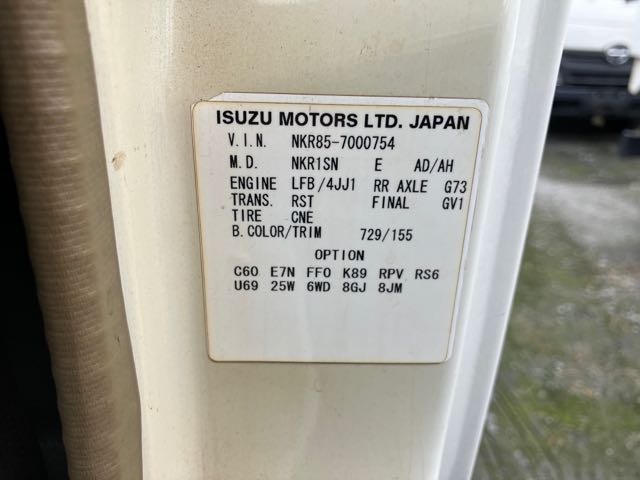 ISUZU MOTORS LTD. JAPAN
V.I.N. NKR85-7000754
M.D. NKR1SN E AD/AH
ENGINE LFB/4JJ1 RR AXLE G73
TRANS. RST FINAL GV1
TIRE CNE
B.COLOR/TRIM 729/155
OPTION
C60 E7N FF0 K89 RPV RS6
U69 25W 6WD 8GJ 8JM